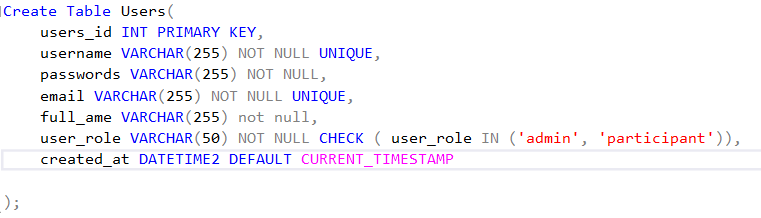 Create Table Users(
users_id INT PRIMARY KEY,
username VARCHAR(255) NOT NULL UNIQUE,
passwords VARCHAR(255) NOT NULL,
email VARCHAR(255) NOT NULL UNIQUE,
full_ame VARCHAR(255) not null,
user_role VARCHAR(50) NOT NULL CHECK ( user_role IN ('admin', 'participant')),
created_at DATETIME2 DEFAULT CURRENT_TIMESTAMP
);